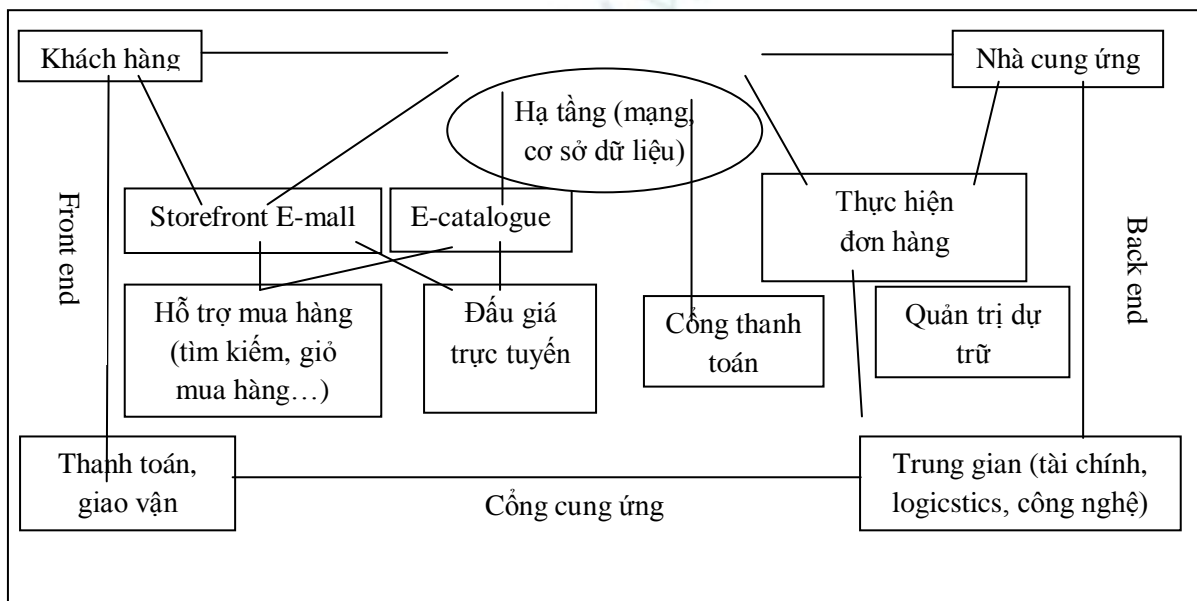 Khách hàng
Nhà cung ứng
Hạ tầng (mạng,
cơ sở dữ liệu)
Storefront E-mall
E-catalogue
Thực hiện
đơn hàng
Front end
Back end
Hỗ trợ mua hàng
(tìm kiếm, giỏ
mua hàng…)
Đấu giá
trực tuyến
Cổng thanh
toán
Quản trị dự
trữ
Thanh toán,
giao vận
Cổng cung ứng
Trung gian (tài chính,
logicstics, công nghệ)